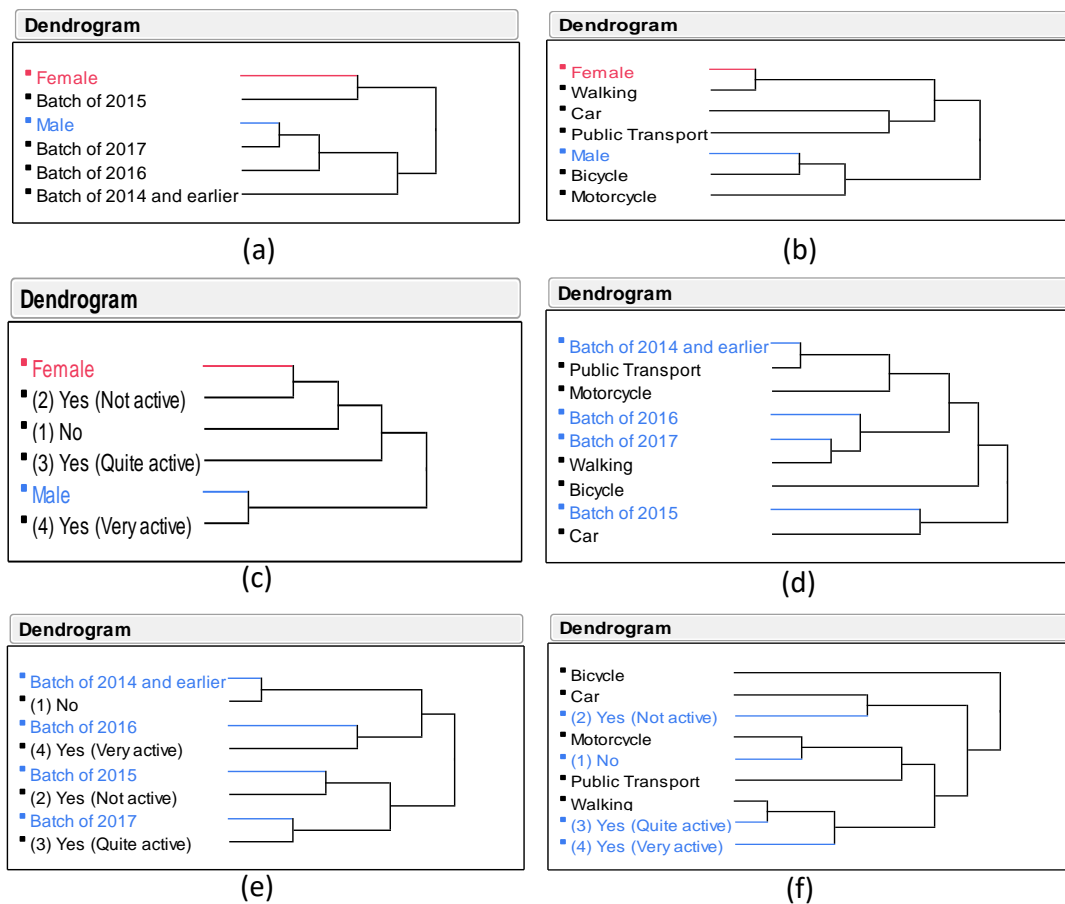 Dendrogram
Female
Batch of 2015
Male
Batch of 2017
Batch of 2016
Batch of 2014 and earlier
(a)
Dendrogram
Female
Walking
Car
Public Transport
Male
Bicycle
Motorcycle
(b)
Dendrogram
Female
(2) Yes (Not active)
(1) No
(3) Yes (Quite active)
Male
(4) Yes (Very active)
(c)
Dendrogram
Batch of 2014 and earlier
Public Transport
Motorcycle
Batch of 2016
Batch of 2017
Walking
Bicycle
Batch of 2015
Car
(d)
Dendrogram
Batch of 2014 and earlier
(1) No
Batch of 2016
(4) Yes (Very active)
Batch of 2015
(2) Yes (Not active)
Batch of 2017
(3) Yes (Quite active)
(e)
Dendrogram
Bicycle
Car
(2) Yes (Not active)
Motorcycle
(1) No
Public Transport
Walking
(3) Yes (Quite active)
(4) Yes (Very active)
(f)